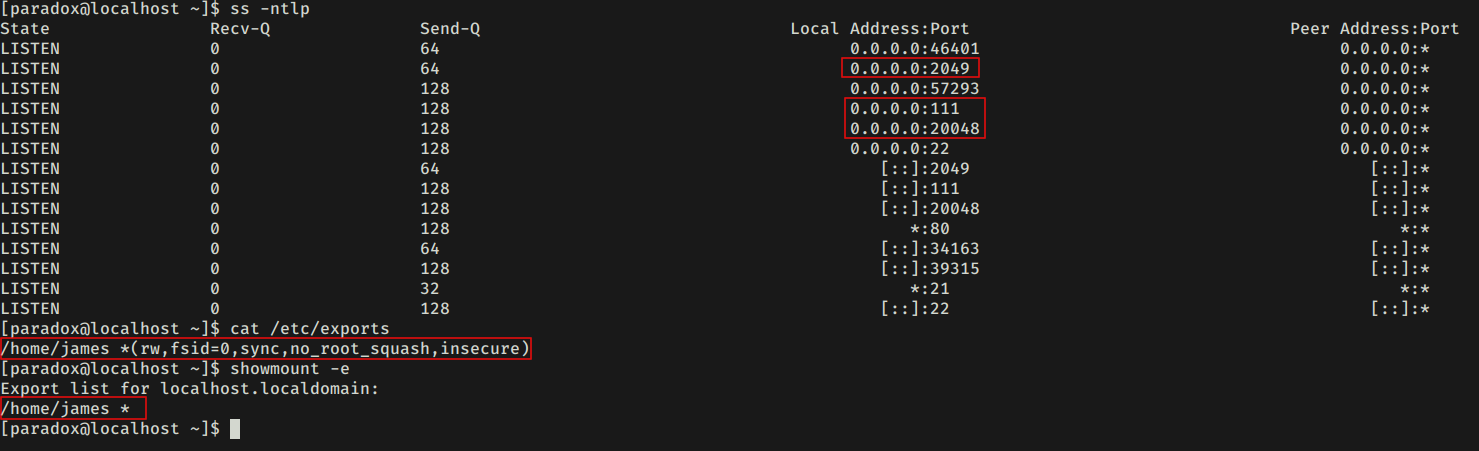 [paradox@localhost ~]$ ss -ntlp
State Recv-Q Send-Q Local Address:Port Peer Address:Port
LISTEN 0 64 0.0.0.0:46401 0.0.0.0:*
LISTEN 0 64 0.0.0.0:2049 0.0.0.0:*
LISTEN 0 128 0.0.0.0:57293 0.0.0.0:*
LISTEN 0 128 0.0.0.0:111 0.0.0.0:*
LISTEN 0 128 0.0.0.0:20048 0.0.0.0:*
LISTEN 0 128 0.0.0.0:22 0.0.0.0:*
LISTEN 0 64 [::]:2049 [::]:*
LISTEN 0 128 [::]:111 [::]:*
LISTEN 0 128 [::]:20048 [::]:*
LISTEN 0 128 *:80 *:*
LISTEN 0 64 [::]:34163 [::]:*
LISTEN 0 128 [::]:39315 [::]:*
LISTEN 0 32 *:21 *:*
LISTEN 0 128 [::]:22 [::]:*
[paradox@localhost ~]$ cat /etc/exports
/home/james *(rw,fsid=0,sync,no_root_squash,insecure)
[paradox@localhost ~]$ showmount -e
Export list for localhost.localdomain:
/home/james *
[paradox@localhost ~]$